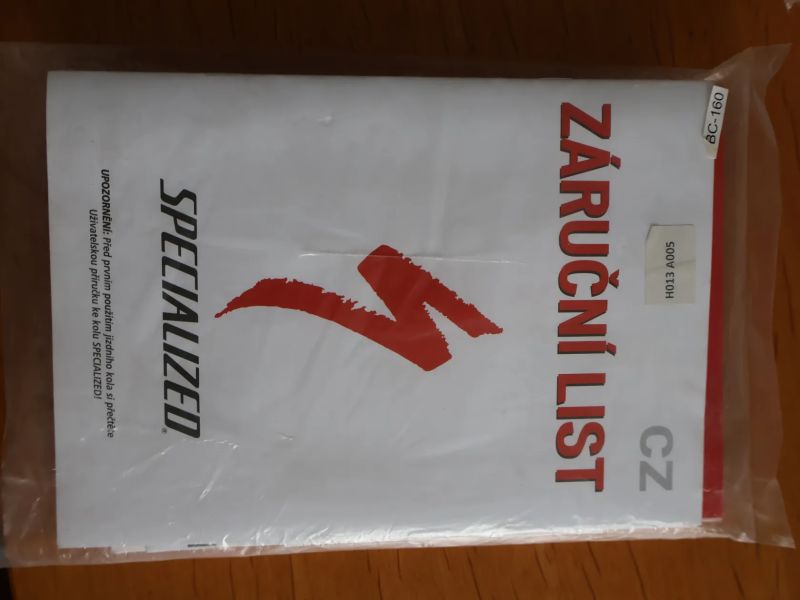 CZ
BC-160
H013 A005
ZÁRUČNÍ LIST
SPECIALIZED®
UPOZORNĚNÍ: Před prvním použitím jízdního kola si přečtěte
Uživatelskou příručku ke kolu SPECIALIZED!